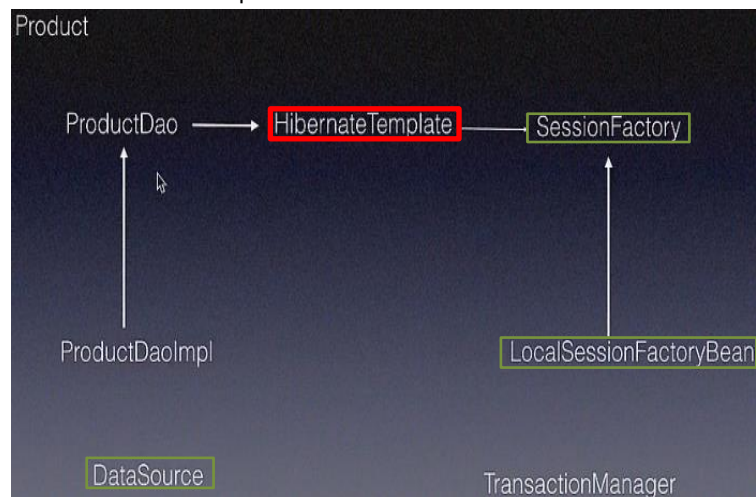 Product
ProductDao
HibernateTemplate
SessionFactory
ProductDaoImpl
LocalSessionFactoryBean
DataSource
TransactionManager